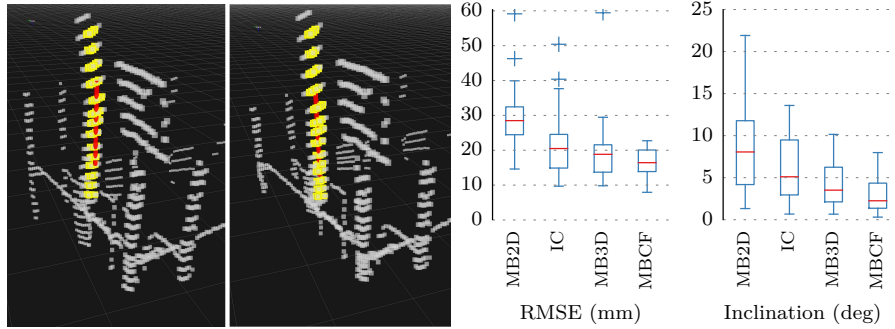 60
50
40
30
20
10
0
MB2D
IC
MB3D
MBCF
RMSE (mm)
25
20
15
10
5
0
MB2D
IC
MB3D
MBCF
Inclination (deg)